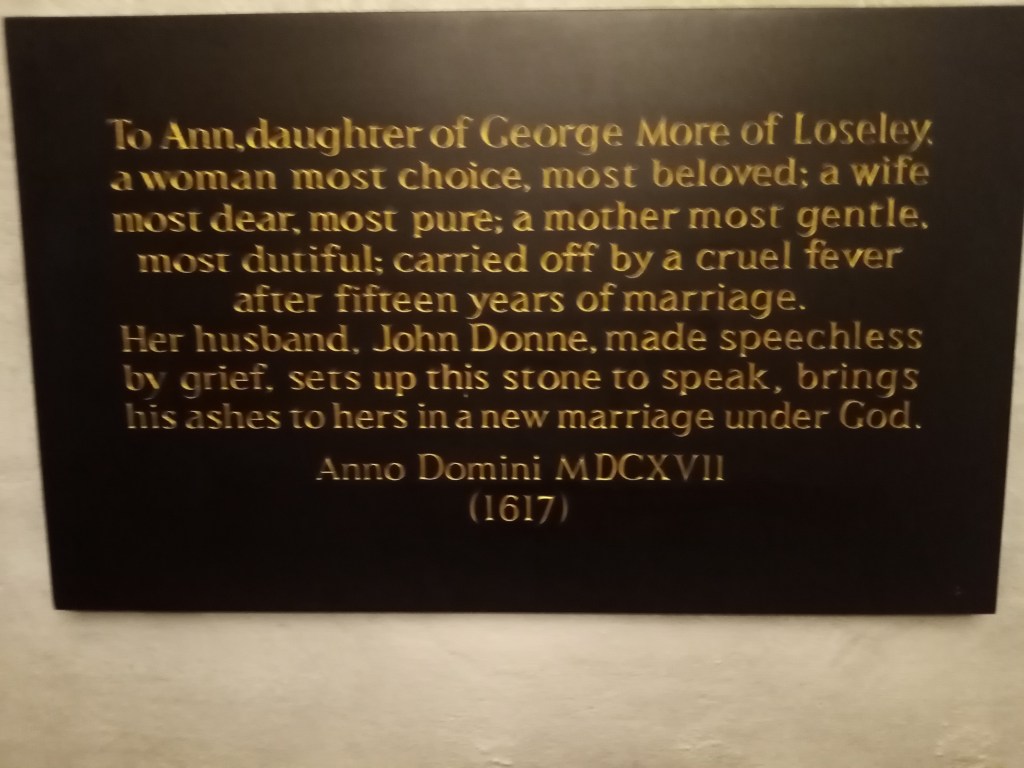 To Ann, daughter of George More of Loseley,
a woman most choice, most beloved; a wife
most dear, most pure; a mother most gentle,
most dutiful; carried off by a cruel fever
after fifteen years of marriage.
Her husband, John Donne, made speechless
by grief, sets up this stone to speak, brings
his ashes to hers in a new marriage under God.
Anno Domini MDCXVII
(1617)